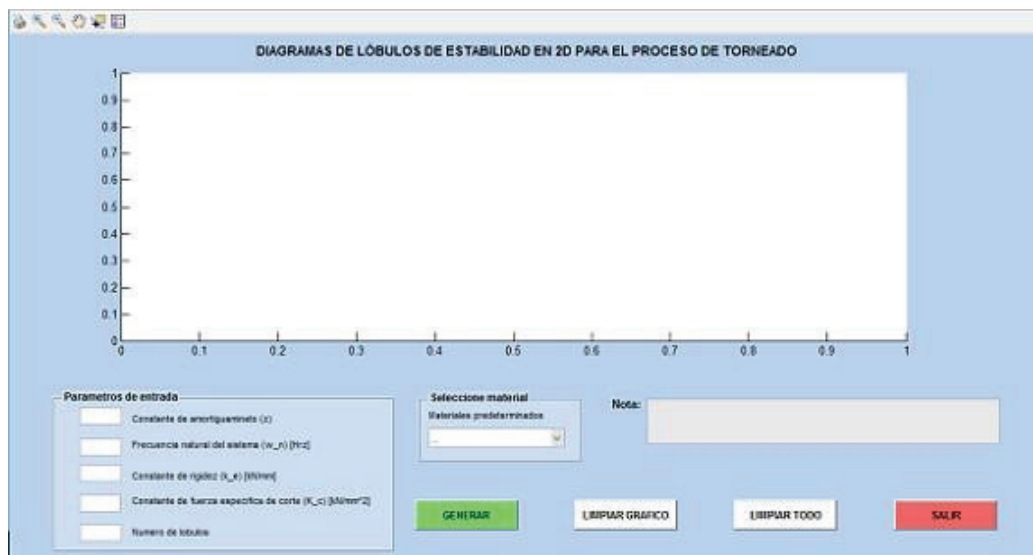 DIAGRAMAS DE LÓBULOS DE ESTABILIDAD EN 2D PARA EL PROCESO DE TORNEADO
1
0.9
0.8
0.7
0.6
0.5
0.4
0.3
0.2
0.1
0
0 0.1 0.2 0.3 0.4 0.5 0.6 0.7 0.8 0.9 1
Parametros de entrada
Constante de amortiguamineto (z)
Frecuencia natural del sistema (w_n) [Hrz]
Constante de rigidez (k_e) [kN/mm]
Constante de fuerza especifica de corte (K_c) [kN/mm^2]
Numero de lobulos
Seleccione material
Materiales predeterminados
...
Nota:
GENERAR
LIMPIAR GRAFICO
LIMPIAR TODO
SALIR